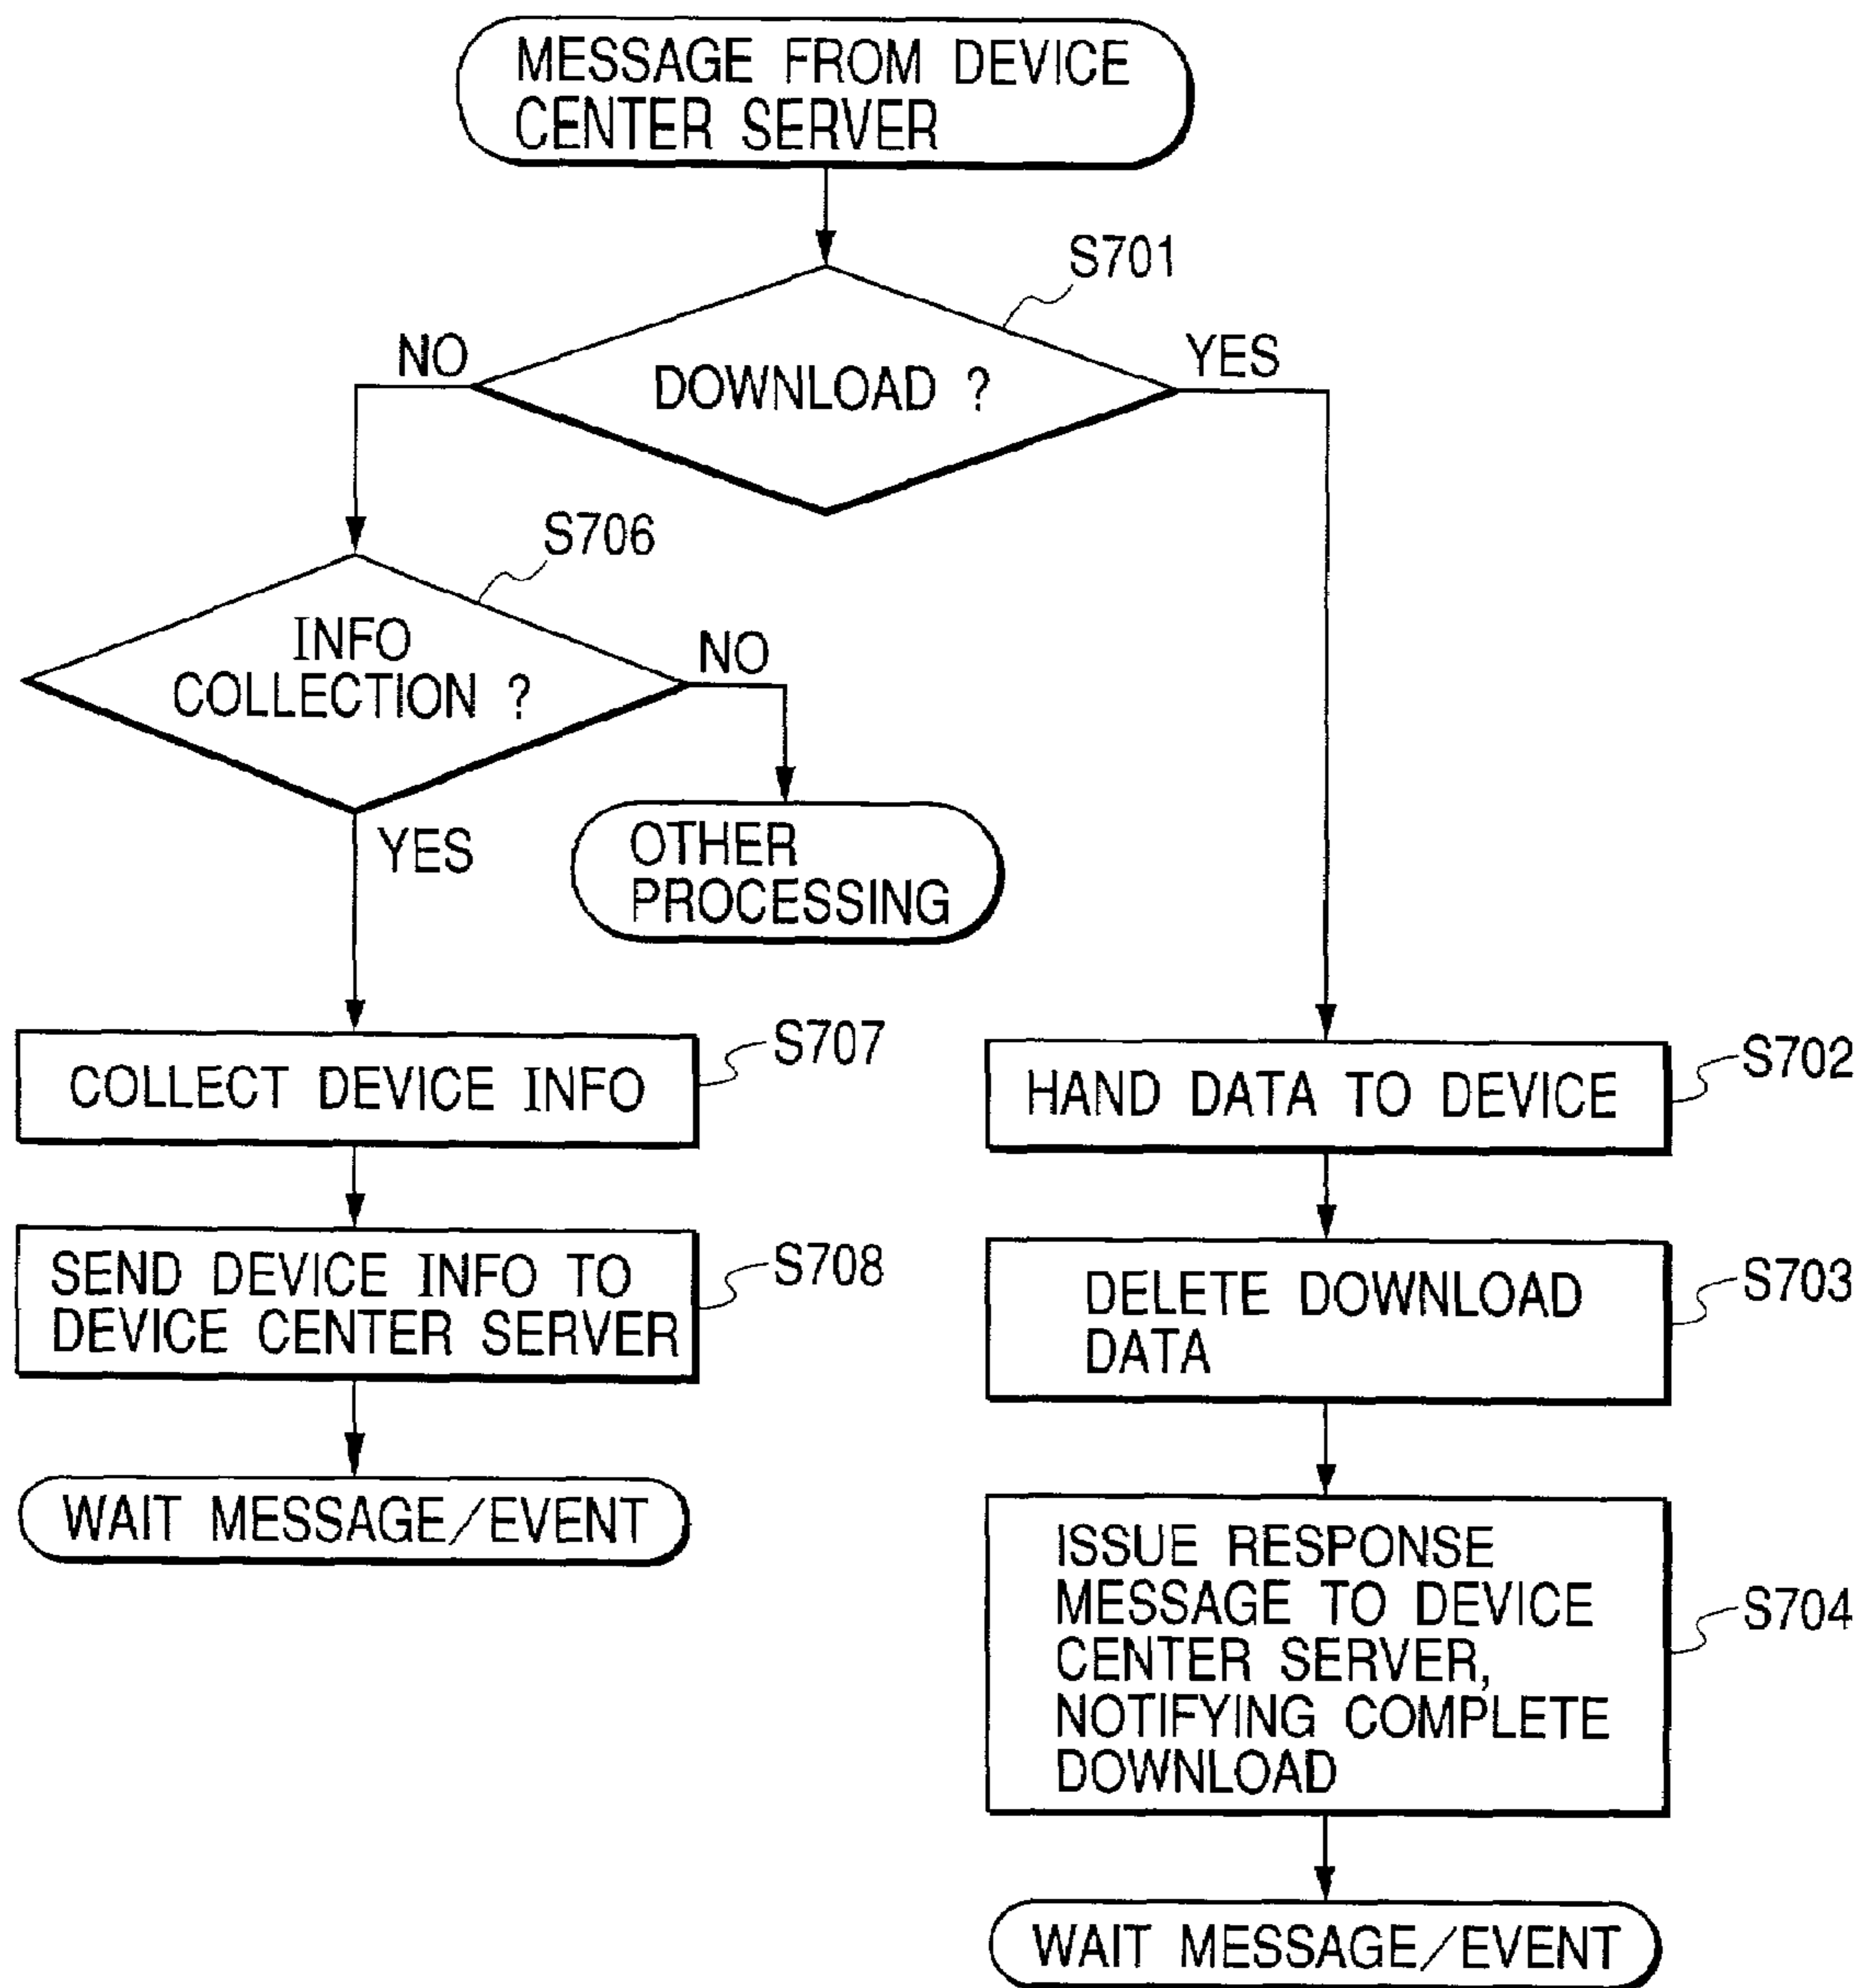 MESSAGE FROM DEVICE
CENTER SERVER
S701
NO
YES
DOWNLOAD ?
S706
INFO
COLLECTION ?
NO
YES
OTHER
PROCESSING
COLLECT DEVICE INFO
S707
SEND DEVICE INFO TO
DEVICE CENTER SERVER
S708
WAIT MESSAGE/EVENT
HAND DATA TO DEVICE
S702
DELETE DOWNLOAD
DATA
S703
ISSUE RESPONSE
MESSAGE TO DEVICE
CENTER SERVER,
NOTIFYING COMPLETE
DOWNLOAD
S704
WAIT MESSAGE/EVENT